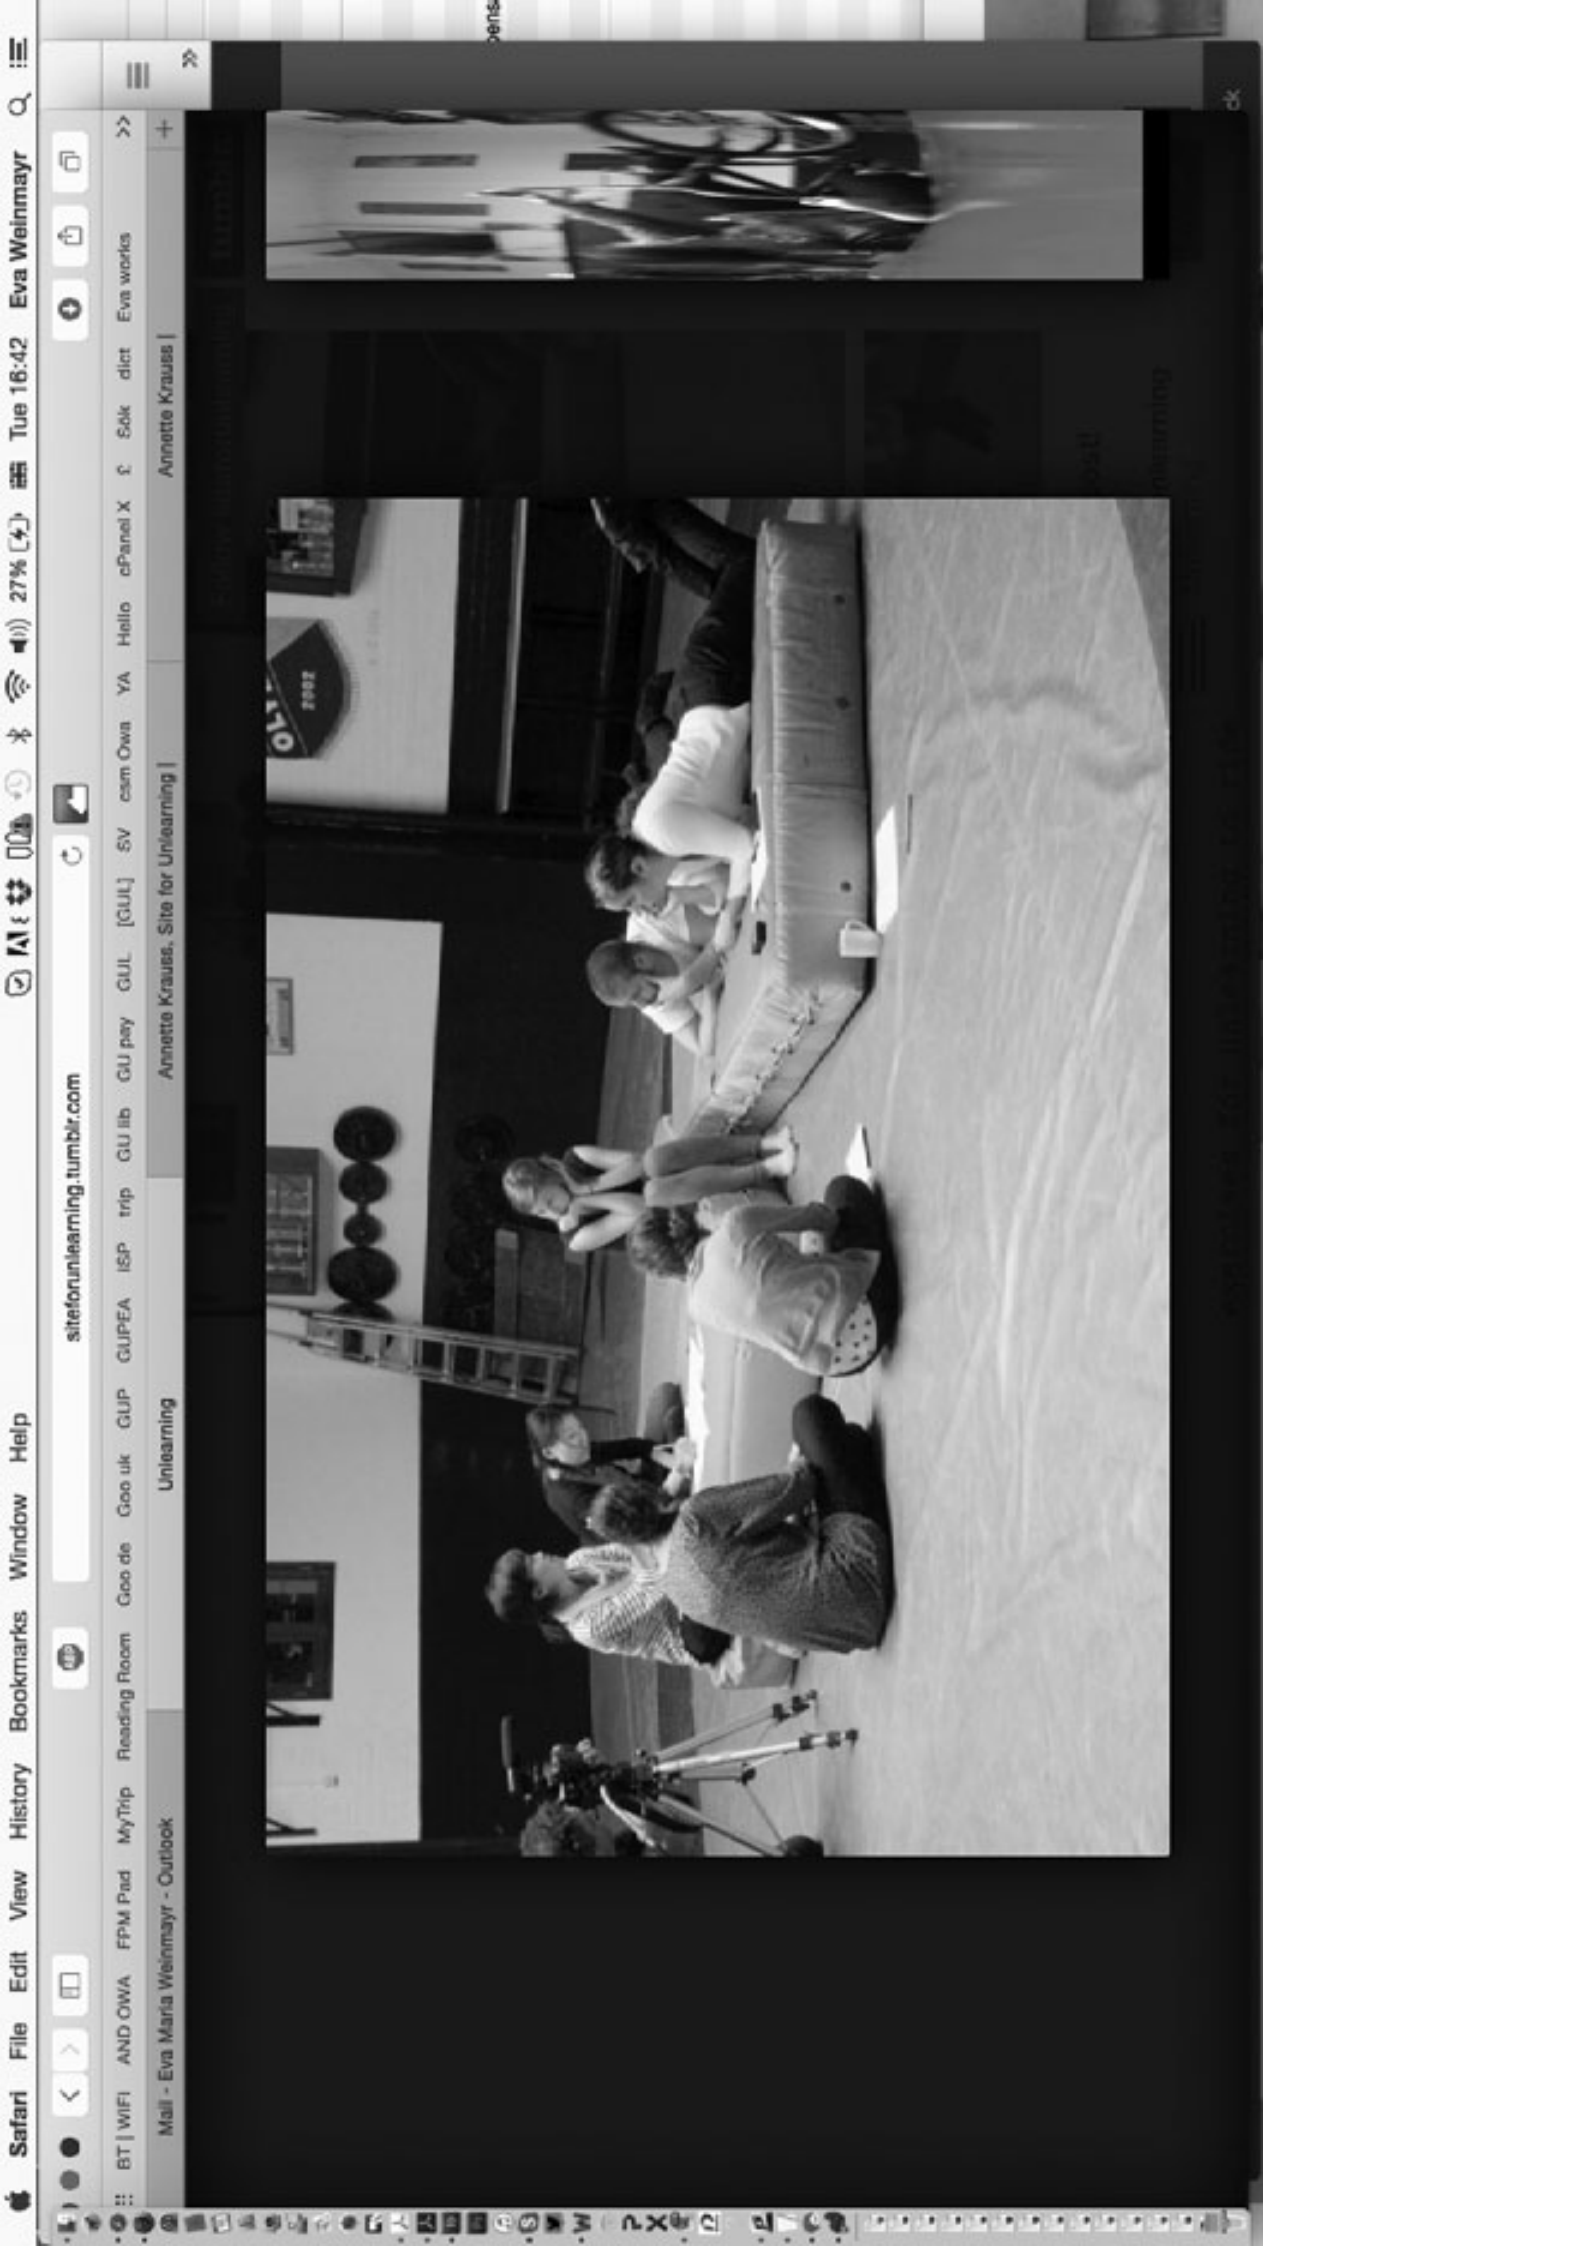 Safari File Edit View History Bookmarks Window Help 27% Tue 16:42 Eva Weinmayr
siteforunlearning.tumblr.com
BT | WIFI AND OWA FPM Pad MyTrip Reading Room Goo de Goo uk GUP GUPEA ISP trip GU lib GU pay GUL [GUL] SV csm Owa YA Hallo cPanel X £ Sök dict Eva works >>
Mail - Eva Maria Weinmayr - Outlook Unlearning Annette Krauss, Site for Unlearning | Annette Krauss | +
2002